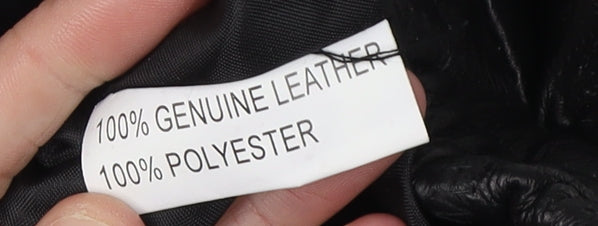 100% GENUINE LEATHER
100% POLYESTER